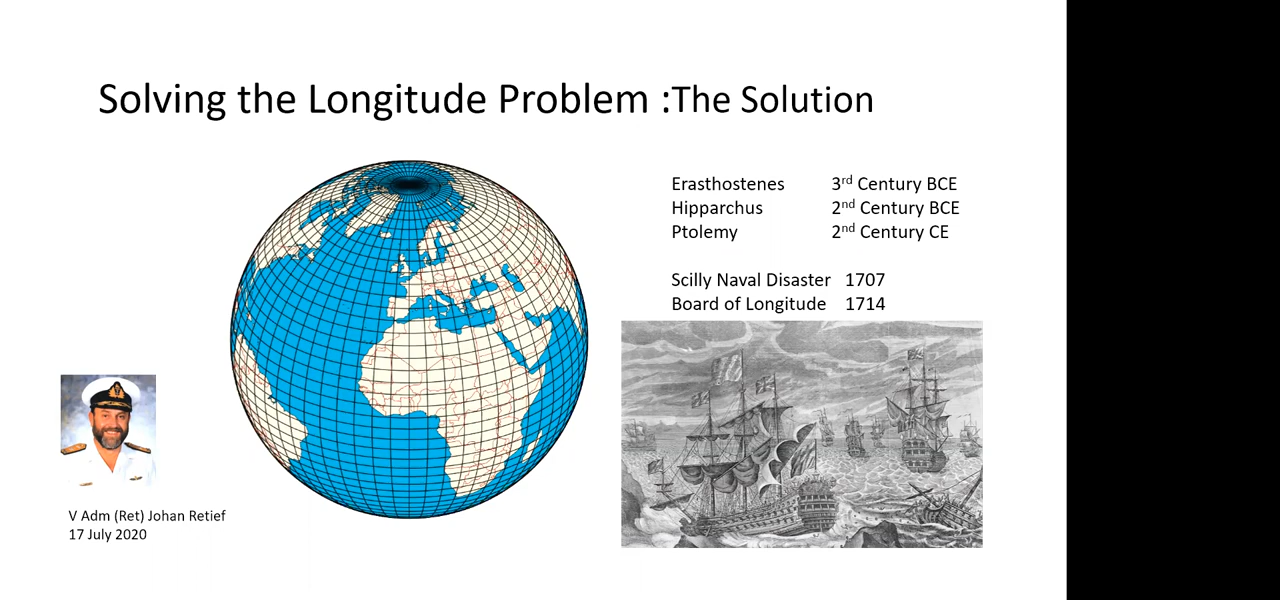 Solving the Longitude Problem :The Solution
Erasthostenes 3rd Century BCE
Hipparchus 2nd Century BCE
Ptolemy 2nd Century CE
Scilly Naval Disaster 1707
Board of Longitude 1714
V Adm (Ret) Johan Retief
17 July 2020